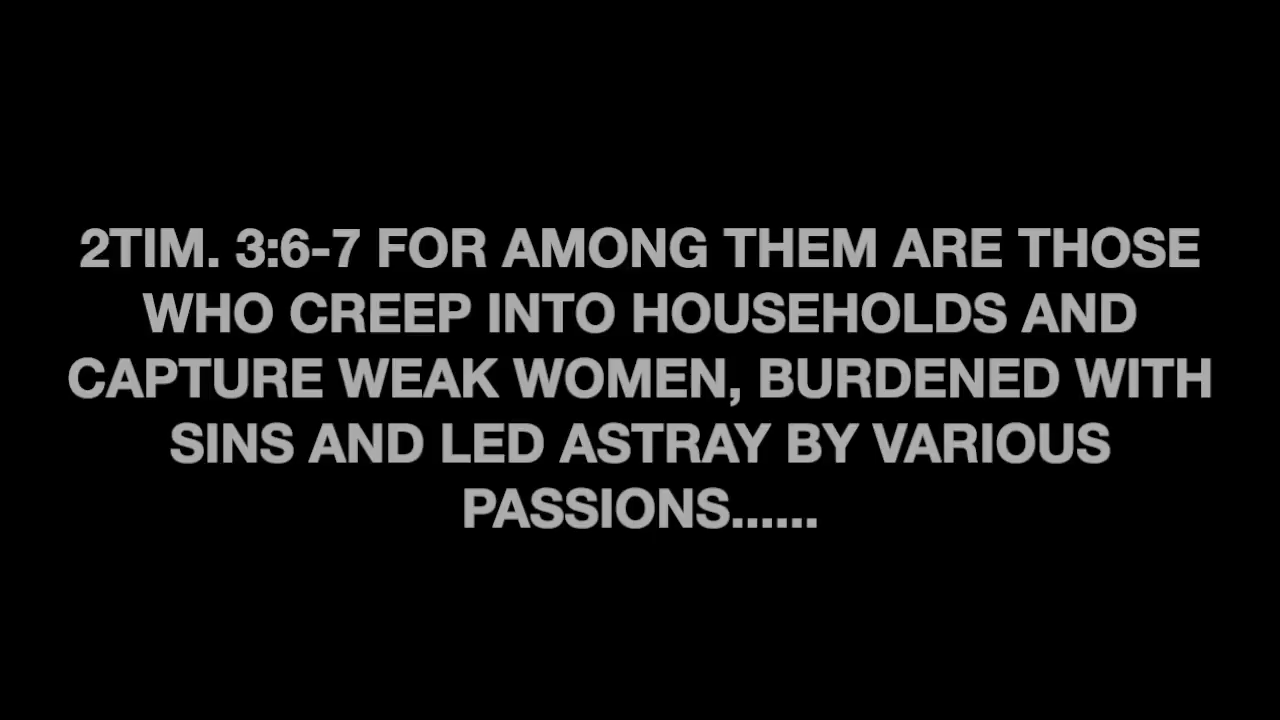 2TIM. 3:6-7 FOR AMONG THEM ARE THOSE
WHO CREEP INTO HOUSEHOLDS AND
CAPTURE WEAK WOMEN, BURDENED WITH
SINS AND LED ASTRAY BY VARIOUS
PASSIONS......